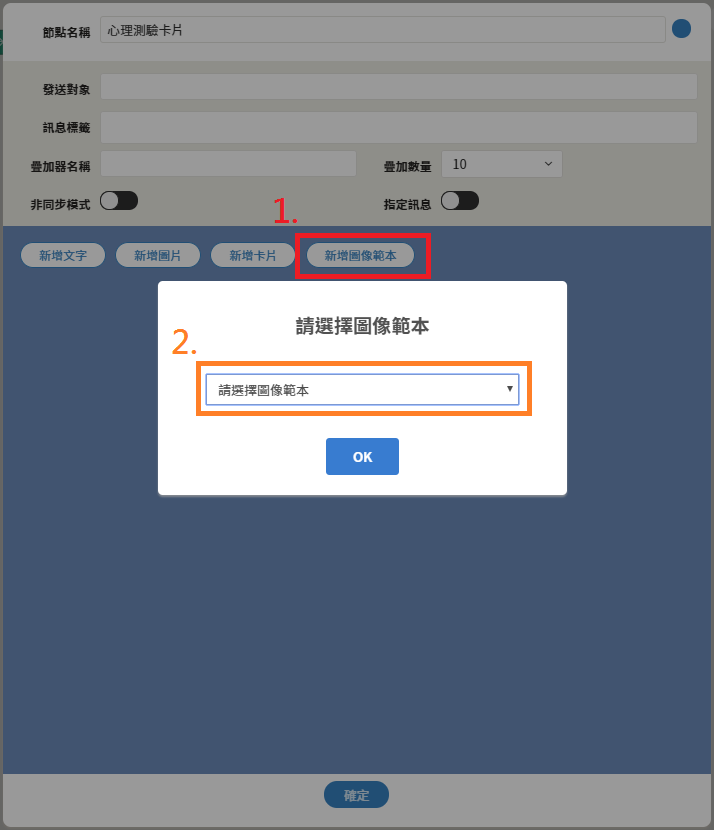 節點名稱 心理測驗卡片
發送對象
訊息標籤
疊加器名稱 疊加數量 10
非同步模式 指定訊息
1.
新增文字 新增圖片 新增卡片 新增圖像範本
請選擇圖像範本
2.
請選擇圖像範本
OK
確定